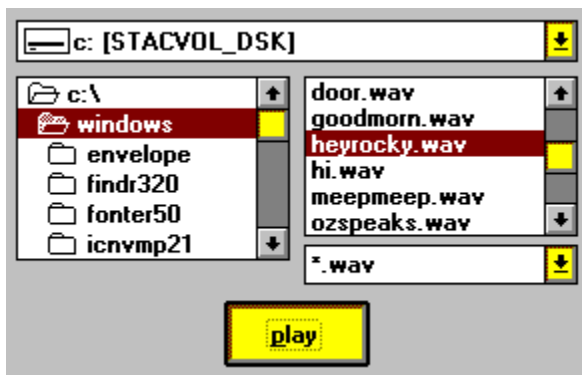 c: [STACVOL_DSK]
c:\
windows
envelope
findr320
fonter50
icnvmp21
door.wav
goodmorn.wav
heyrocky.wav
hi.wav
meepmeep.wav
ozspeaks.wav
*.wav
play